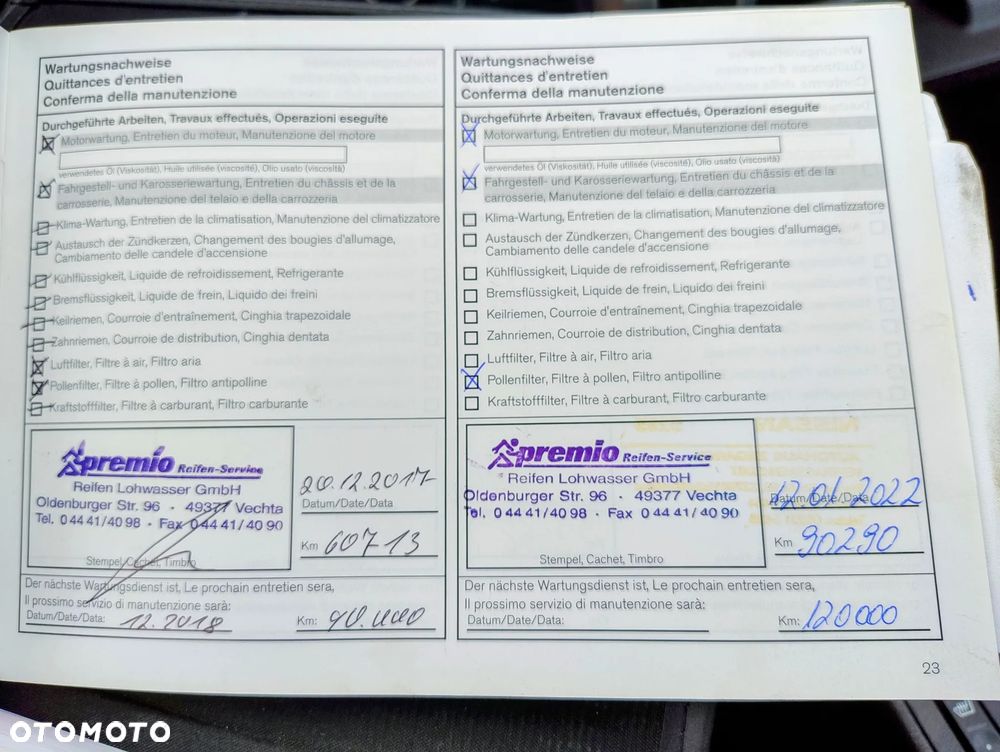 Wartungsnachweise
Quittances d'entretien
Conferma della manutenzione
Durchgeführte Arbeiten, Travaux effectués, Operazioni eseguite
Motorwartung, Entretien du moteur, Manutenzione del motore
verwendetes Öl (Viskosität), Huile utilisée (viscosité), Olio usato (viscosità)
Fahrgestell- und Karosseriewartung, Entretien du châssis et de la
carrosserie, Manutenzione del telaio e della carrozzeria
Klima-Wartung, Entretien de la climatisation, Manutenzione del climatizzatore
Austausch der Zündkerzen, Changement des bougies d'allumage,
Cambiamento delle candele d'accensione
Kühlflüssigkeit, Liquide de refroidissement, Refrigerante
Bremsflüssigkeit, Liquide de frein, Liquido dei freini
Keilriemen, Courroie d'entraînement, Cinghia trapezoidale
Zahnriemen, Courroie de distribution, Cinghia dentata
Luftfilter, Filtre à air, Filtro aria
Pollenfilter, Filtre à pollen, Filtro antipolline
Kraftstofffilter, Filtre à carburant, Filtro carburante
premio Reifen-Service
Reifen Lohwasser GmbH
Oldenburger Str. 96 · 49377 Vechta
Tel. 0 44 41/40 98 · Fax 0 44 41/40 90
Stempel, Cachet, Timbro
20.12.2017
Datum/Date/Data
Km 60713
Der nächste Wartungsdienst ist, Le prochain entretien sera,
Il prossimo servizio di manutenzione sarà:
Datum/Date/Data: 12.2018
Km: 90.000
Wartungsnachweise
Quittances d'entretien
Conferma della manutenzione
Durchgeführte Arbeiten, Travaux effectués, Operazioni eseguite
Motorwartung, Entretien du moteur, Manutenzione del motore
verwendetes Öl (Viskosität), Huile utilisée (viscosité), Olio usato (viscosità)
Fahrgestell- und Karosseriewartung, Entretien du châssis et de la
carrosserie, Manutenzione del telaio e della carrozzeria
Klima-Wartung, Entretien de la climatisation, Manutenzione del climatizzatore
Austausch der Zündkerzen, Changement des bougies d'allumage,
Cambiamento delle candele d'accensione
Kühlflüssigkeit, Liquide de refroidissement, Refrigerante
Bremsflüssigkeit, Liquide de frein, Liquido dei freini
Keilriemen, Courroie d'entraînement, Cinghia trapezoidale
Zahnriemen, Courroie de distribution, Cinghia dentata
Luftfilter, Filtre à air, Filtro aria
Pollenfilter, Filtre à pollen, Filtro antipolline
Kraftstofffilter, Filtre à carburant, Filtro carburante
premio Reifen-Service
Reifen Lohwasser GmbH
Oldenburger Str. 96 · 49377 Vechta
Tel. 0 44 41/40 98 · Fax 0 44 41/40 90
Stempel, Cachet, Timbro
12.01.2022
Datum/Date/Data
Km 90290
Der nächste Wartungsdienst ist, Le prochain entretien sera,
Il prossimo servizio di manutenzione sarà:
Datum/Date/Data:
Km: 120000
23
OTOMOTO